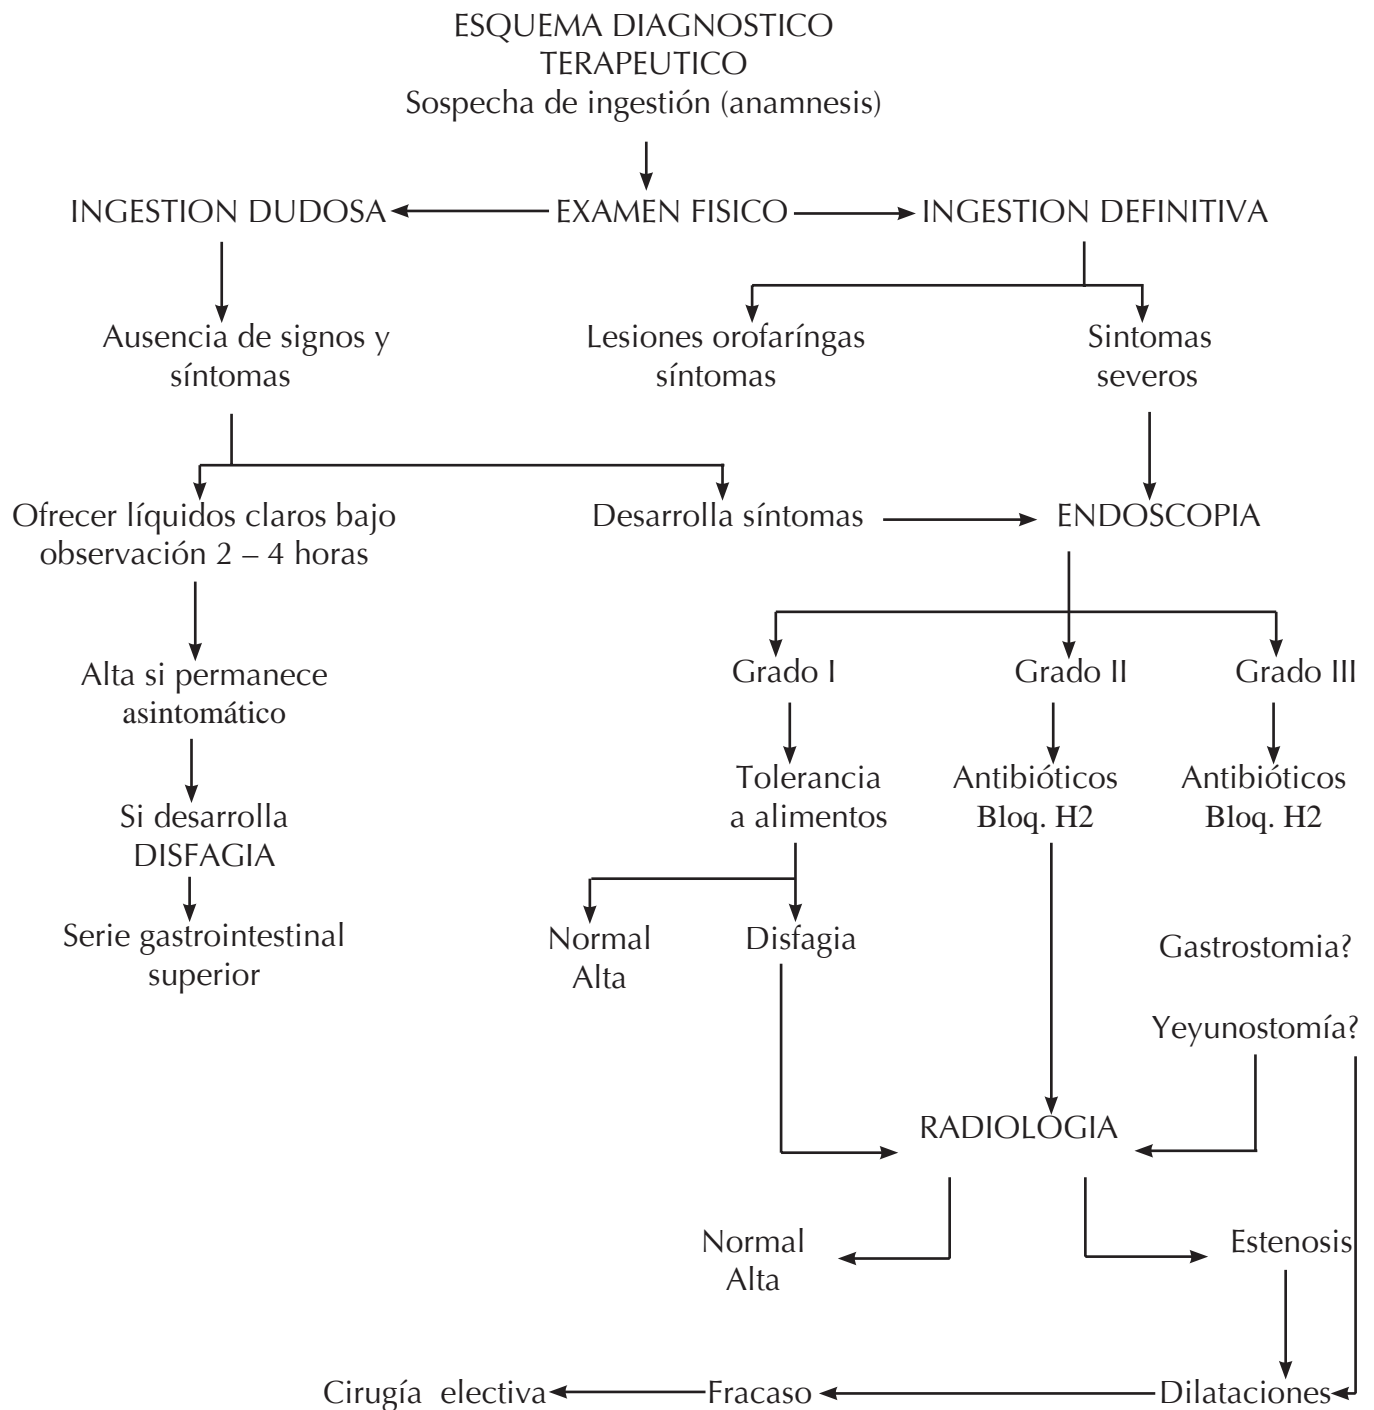 ESQUEMA DIAGNOSTICO
TERAPEUTICO
Sospecha de ingestión (anamnesis)
INGESTION DUDOSA
EXAMEN FISICO
INGESTION DEFINITIVA
Ausencia de signos y
síntomas
Lesiones orofaríngas
síntomas
Sintomas
severos
Ofrecer líquidos claros bajo
observación 2 – 4 horas
Desarrolla síntomas
ENDOSCOPIA
Alta si permanece
asintomático
Grado I
Grado II
Grado III
Si desarrolla
DISFAGIA
Tolerancia
a alimentos
Antibióticos
Bloq. H2
Antibióticos
Bloq. H2
Serie gastrointestinal
superior
Normal
Alta
Disfagia
Gastrostomia?
Yeyunostomía?
RADIOLOGIA
Normal
Alta
Estenosis
Cirugía electiva
Fracaso
Dilataciones